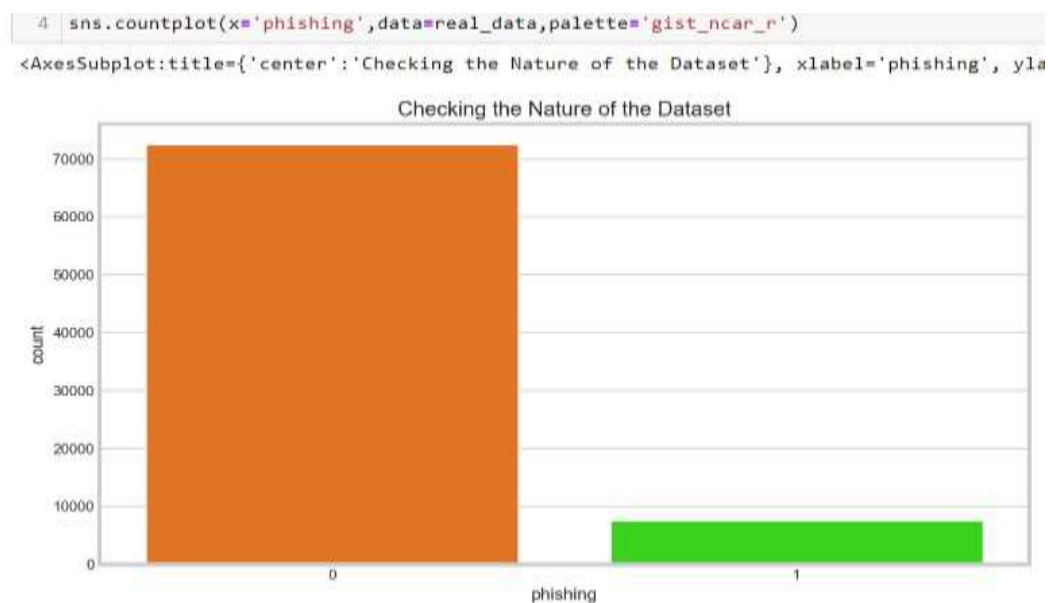 4 sns.countplot(x='phishing',data=real_data,palette='gist_ncar_r')
<AxesSubplot:title={'center':'Checking the Nature of the Dataset'}, xlabel='phishing', yla
Checking the Nature of the Dataset
70000
60000
50000
40000
30000
20000
10000
0
count
0 1
phishing